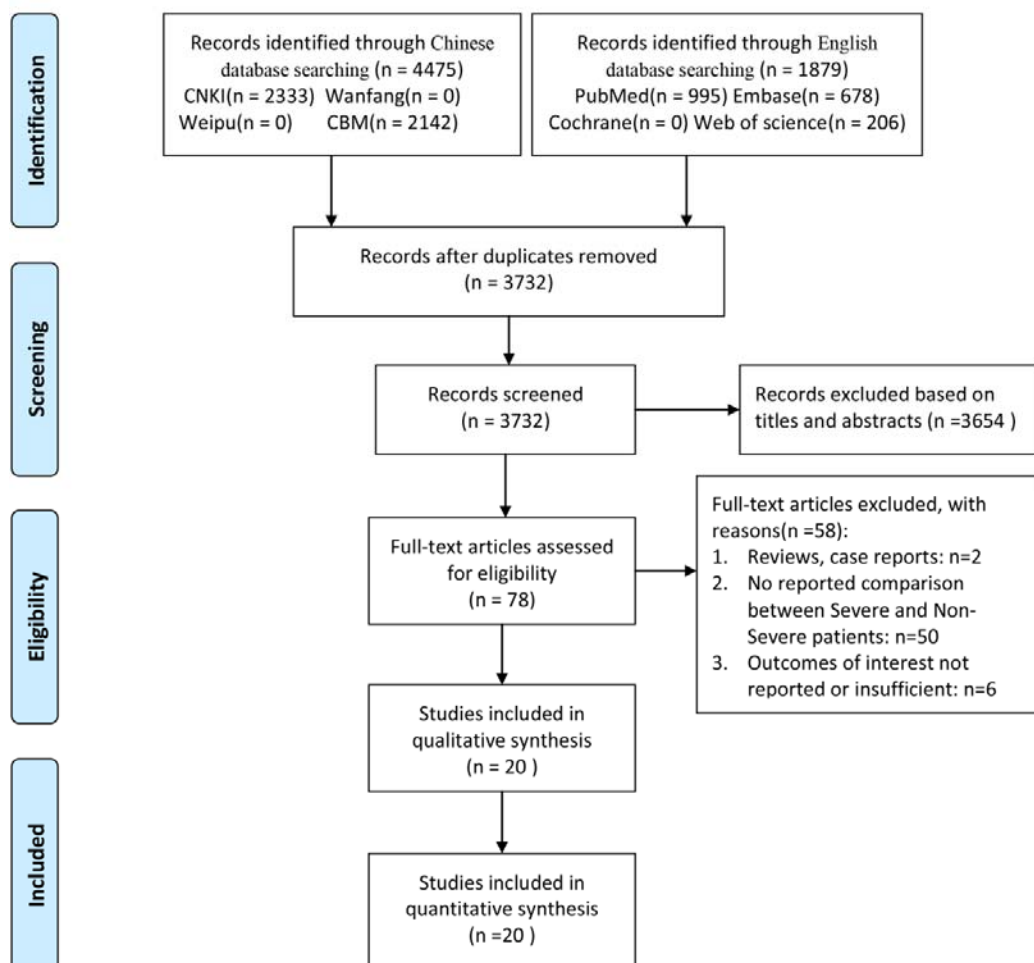 Identification
Records identified through Chinese
database searching (n = 4475)
CNKI(n = 2333) Wanfang(n = 0)
Weipu(n = 0) CBM(n = 2142)
Records identified through English
database searching (n = 1879)
PubMed(n = 995) Embase(n = 678)
Cochrane(n = 0) Web of science(n = 206)
Records after duplicates removed
(n = 3732)
Screening
Records screened
(n = 3732)
Records excluded based on
titles and abstracts (n =3654 )
Eligibility
Full-text articles assessed
for eligibility
(n = 78)
Full-text articles excluded, with
reasons(n =58):
1. Reviews, case reports: n=2
2. No reported comparison
between Severe and Non-
Severe patients: n=50
3. Outcomes of interest not
reported or insufficient: n=6
Studies included in
qualitative synthesis
(n = 20 )
Included
Studies included in
quantitative synthesis
(n =20 )